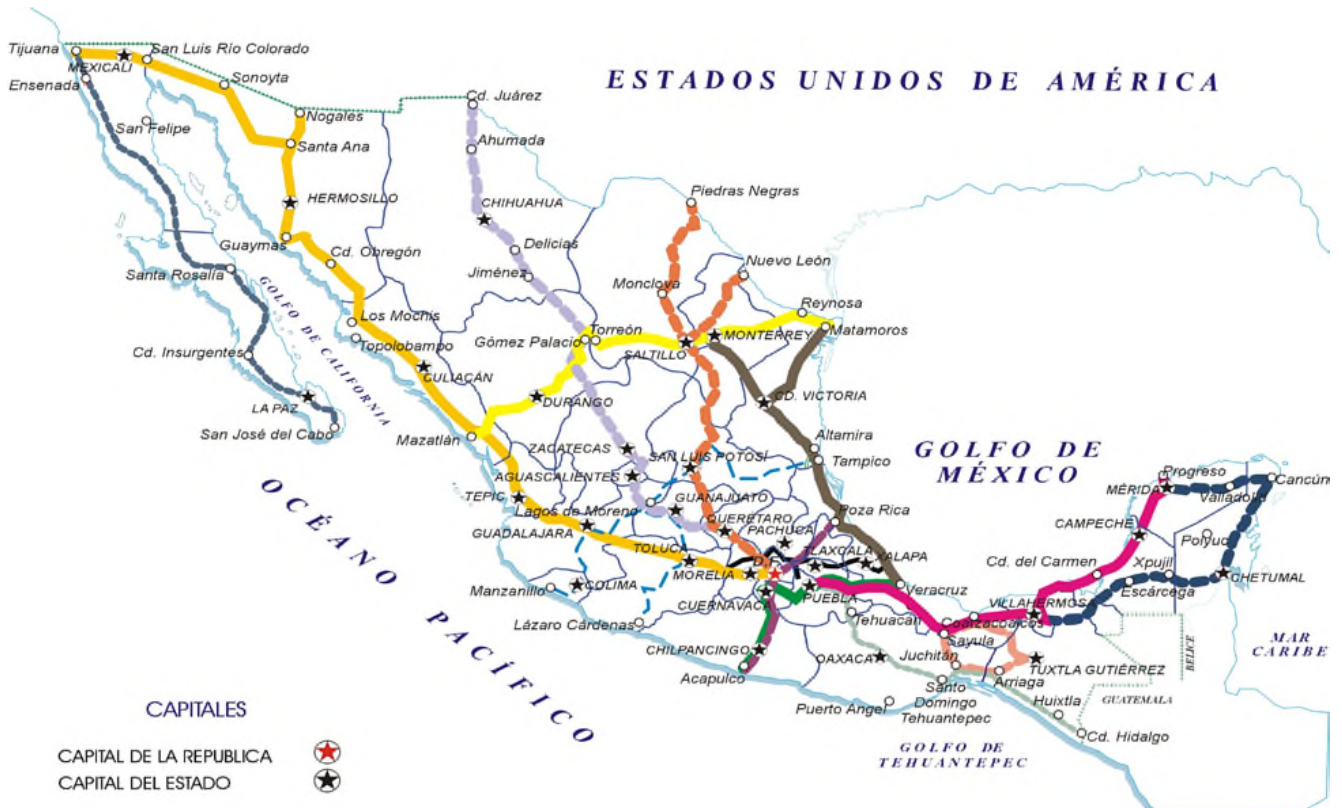 ESTADOS UNIDOS DE AMÉRICA
Tijuana
San Luis Río Colorado
MEXICALI
Sonoyta
Ensenada
San Felipe
Nogales
Santa Ana
Cd. Juárez
Ahumada
HERMOSILLO
CHIHUAHUA
Piedras Negras
Guaymas
Cd. Obregón
Delicias
Santa Rosalía
Jiménez
Monclova
Nuevo León
GOLFO DE CALIFORNIA
Los Mochis
Topolobampo
Torreón
Gómez Palacio
Reynosa
Matamoros
MONTERREY
SALTILLO
Cd. Insurgentes
CULIACÁN
DURANGO
CD. VICTORIA
LA PAZ
San José del Cabo
Mazatlán
ZACATECAS
SAN LUIS POTOSÍ
Altamira
Tampico
GOLFO DE
MÉXICO
AGUASCALIENTES
TEPIC
Lagos de Moreno
GUANAJUATO
GUADALAJARA
QUERÉTARO
PACHUCA
Poza Rica
TOLUCA
D.F.
TLAXCALA
XALAPA
MORELIA
Manzanillo
COLIMA
CUERNAVACA
PUEBLA
Veracruz
Lázaro Cárdenas
Tehuacan
CHILPANCINGO
Acapulco
OAXACA
Puerto Angel
Progreso
MÉRIDA
Valladolid
Cancún
CAMPECHE
Polyuc
Cd. del Carmen
Xpujil
Escárcega
CHETUMAL
VILLAHERMOSA
Coatzacoalcos
Sayula
Juchitán
TUXTLA GUTIÉRREZ
Arriaga
Santo
Domingo
Tehuantepec
Huixtla
Cd. Hidalgo
BELICE
GUATEMALA
MAR
CARIBE
GOLFO DE
TEHUANTEPEC
OCÉANO PACÍFICO
CAPITALES
CAPITAL DE LA REPUBLICA
CAPITAL DEL ESTADO